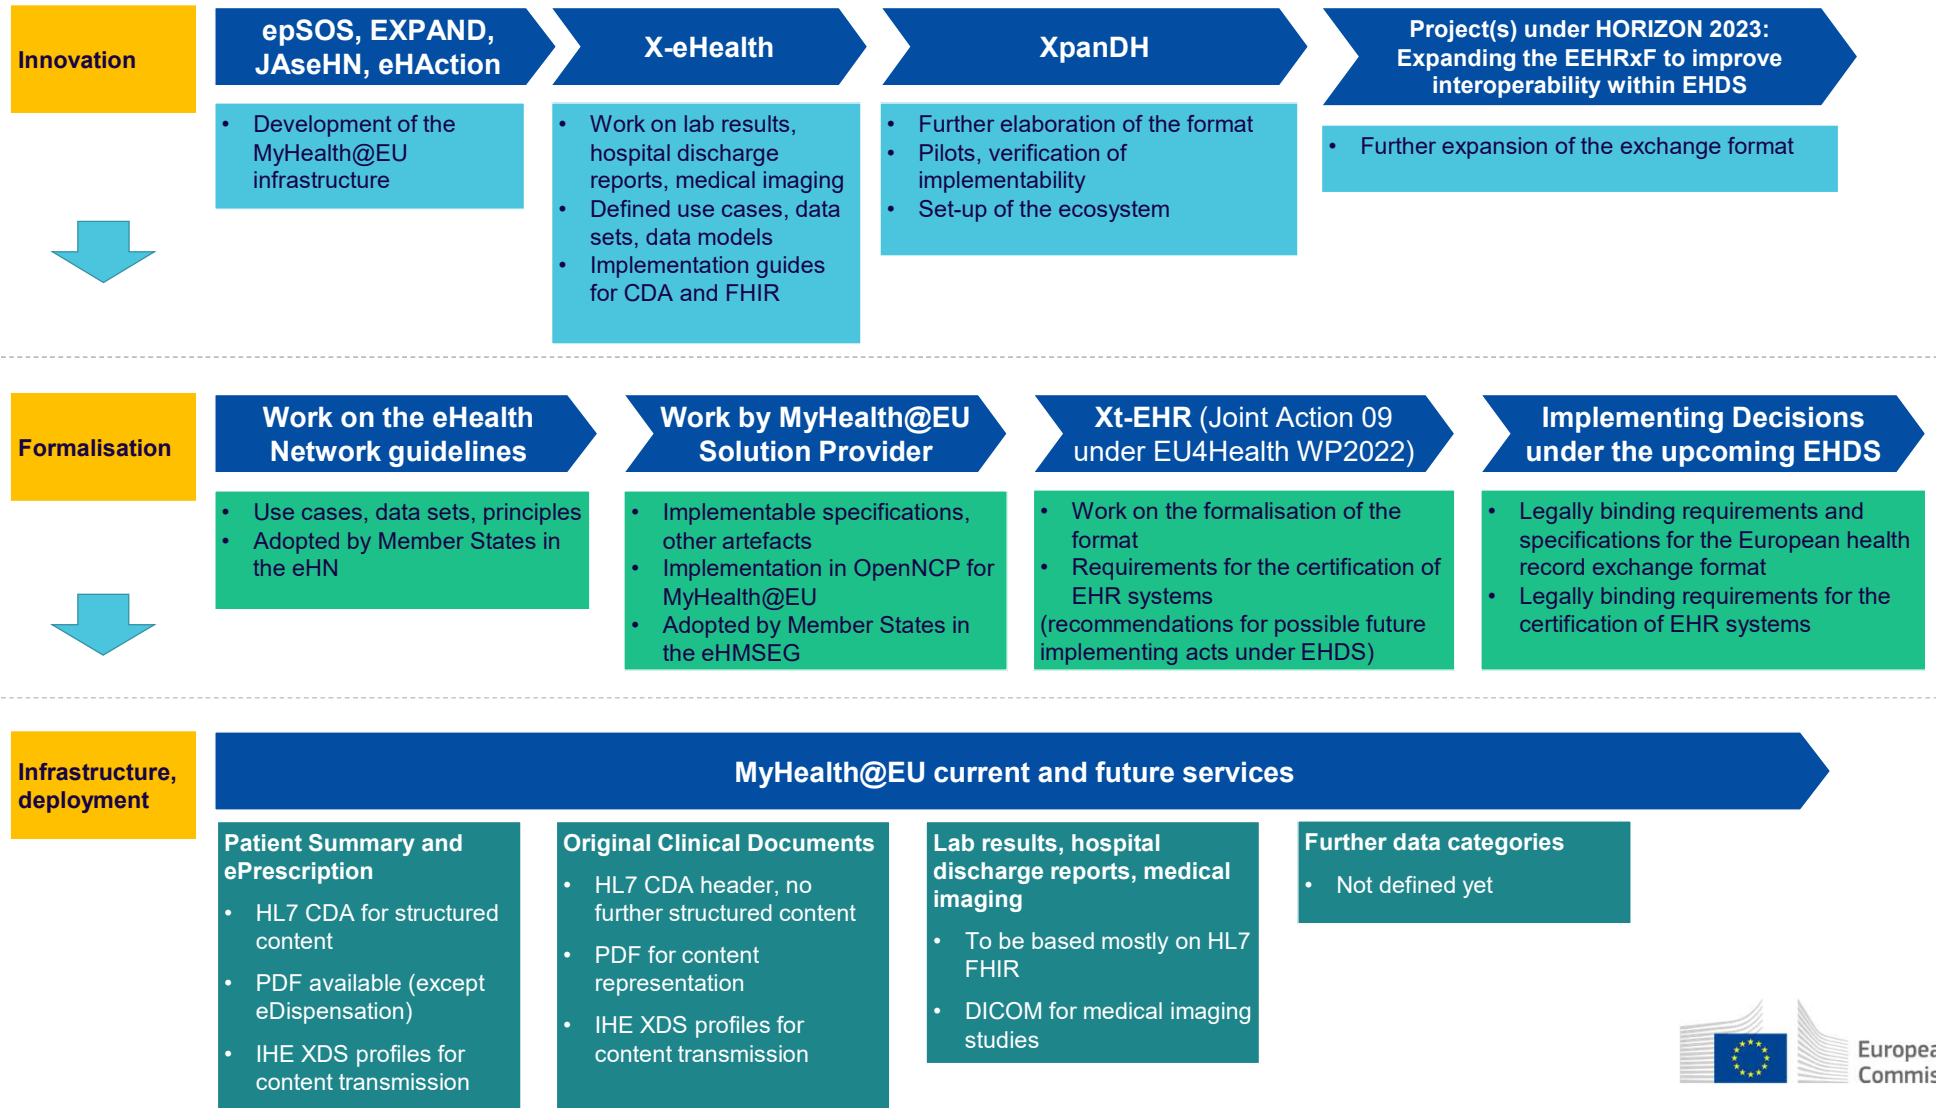 Innovation
epSOS, EXPAND,
JAseHN, eHAction
• Development of the
MyHealth@EU
infrastructure
X-eHealth
• Work on lab results,
hospital discharge
reports, medical imaging
• Defined use cases, data
sets, data models
• Implementation guides
for CDA and FHIR
XpanDH
• Further elaboration of the format
• Pilots, verification of
implementability
• Set-up of the ecosystem
Project(s) under HORIZON 2023:
Expanding the EEHRxF to improve
interoperability within EHDS
• Further expansion of the exchange format
Formalisation
Work on the eHealth
Network guidelines
• Use cases, data sets, principles
• Adopted by Member States in
the eHN
Work by MyHealth@EU
Solution Provider
• Implementable specifications,
other artefacts
• Implementation in OpenNCP for
MyHealth@EU
• Adopted by Member States in
the eHMSEG
Xt-EHR (Joint Action 09
under EU4Health WP2022)
• Work on the formalisation of the
format
• Requirements for the certification of
EHR systems
(recommendations for possible future
implementing acts under EHDS)
Implementing Decisions
under the upcoming EHDS
• Legally binding requirements and
specifications for the European health
record exchange format
• Legally binding requirements for the
certification of EHR systems
Infrastructure,
deployment
MyHealth@EU current and future services
Patient Summary and
ePrescription
• HL7 CDA for structured
content
• PDF available (except
eDispensation)
• IHE XDS profiles for
content transmission
Original Clinical Documents
• HL7 CDA header, no
further structured content
• PDF for content
representation
• IHE XDS profiles for
content transmission
Lab results, hospital
discharge reports, medical
imaging
• To be based mostly on HL7
FHIR
• DICOM for medical imaging
studies
Further data categories
• Not defined yet
Europea
Commis